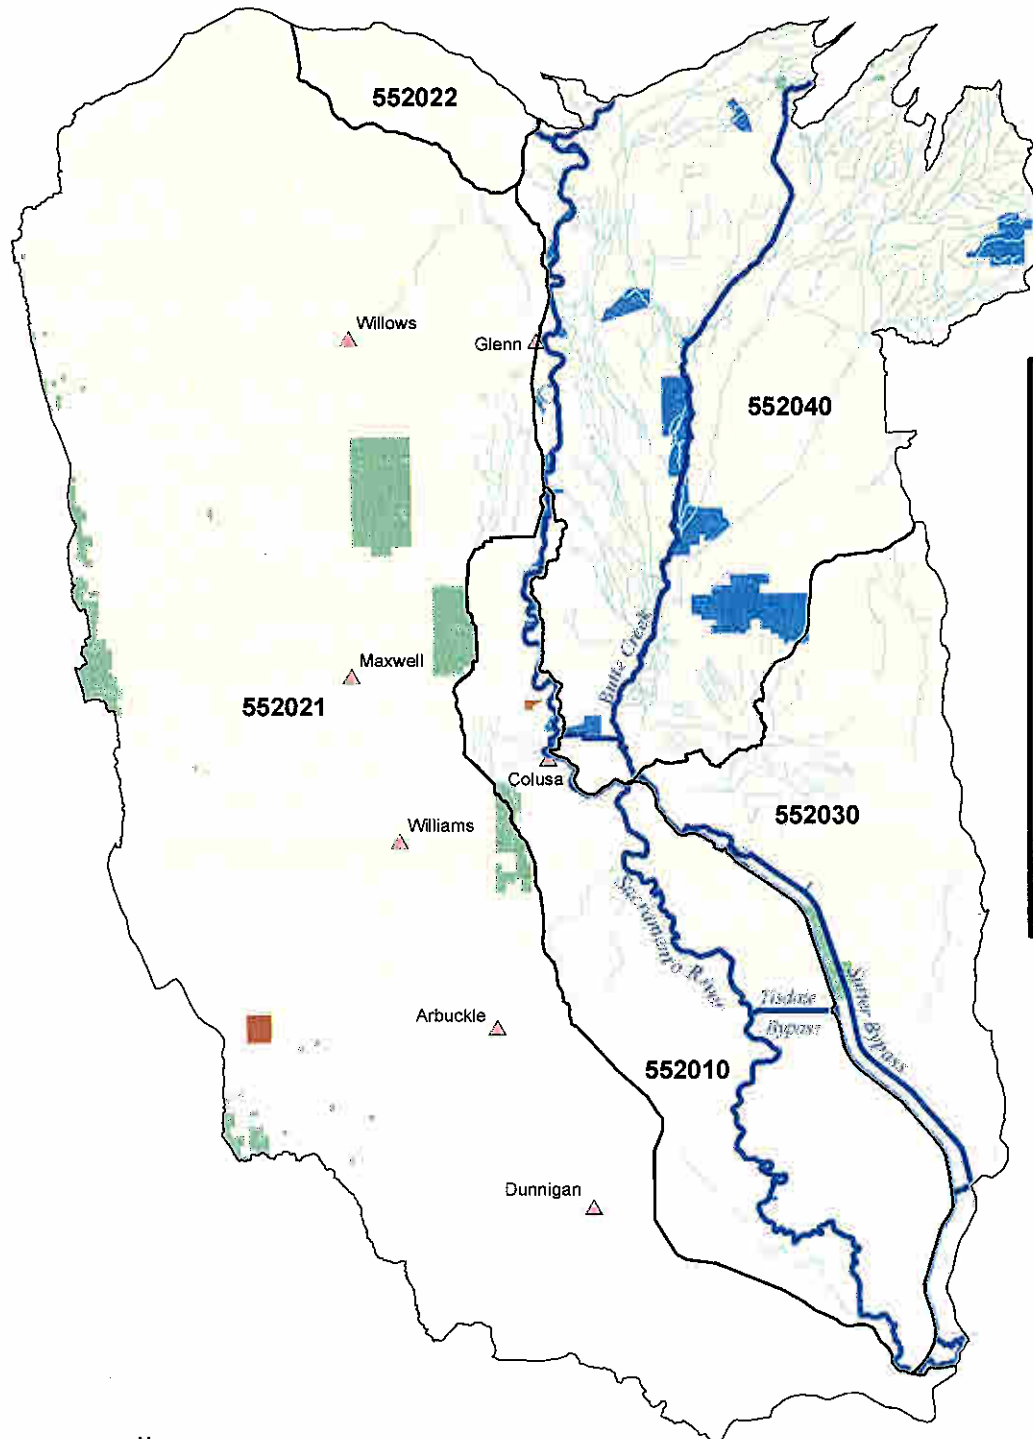 552022
Willows
Glenn
552040
Butte Creek
Maxwell
552021
Colusa
552030
Williams
Sacramento River
Tisdale
Bypass
Sutter Bypass
Arbuckle
552010
Dunnigan